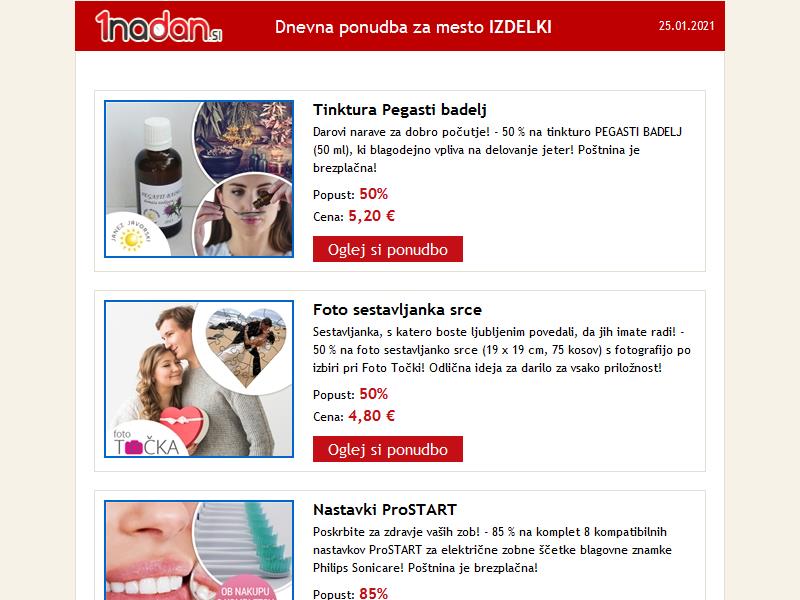 1nadan.si
Dnevna ponudba za mesto IZDELKI
25.01.2021
Tinktura Pegasti badelj
Darovi narave za dobro počutje! - 50 % na tinkturo PEGASTI BADELJ
(50 ml), ki blagodejno vpliva na delovanje jeter! Poštnina je
brezplačna!
Popust: 50%
Cena: 5,20 €
Oglej si ponudbo
PEGASTI BADELJ
JANEZ JAVORSKI
Foto sestavljanka srce
Sestavljanka, s katero boste ljubljenim povedali, da jih imate radi! -
50 % na foto sestavljanko srce (19 x 19 cm, 75 kosov) s fotografijo po
izbiri pri Foto Točki! Odlična ideja za darilo za vsako priložnost!
Popust: 50%
Cena: 4,80 €
Oglej si ponudbo
foto
TOČKA
Nastavki ProSTART
Poskrbite za zdravje vaših zob! - 85 % na komplet 8 kompatibilnih
nastavkov ProSTART za električne zobne ščetke blagovne znamke
Philips Sonicare! Poštnina je brezplačna!
Popust: 85%
OB NAKUPU